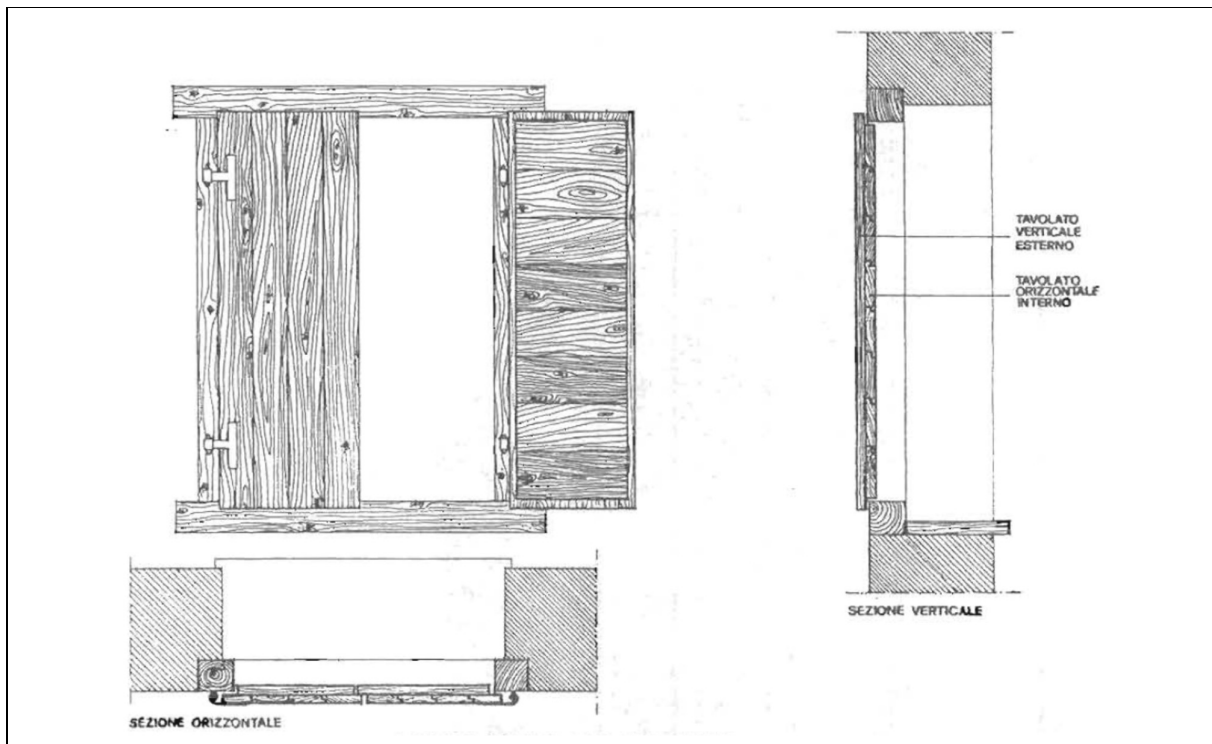 TAVOLATO
VERTICALE
ESTERNO
TAVOLATO
ORIZZONTALE
INTERNO
SEZIONE VERTICALE
SEZIONE ORIZZONTALE